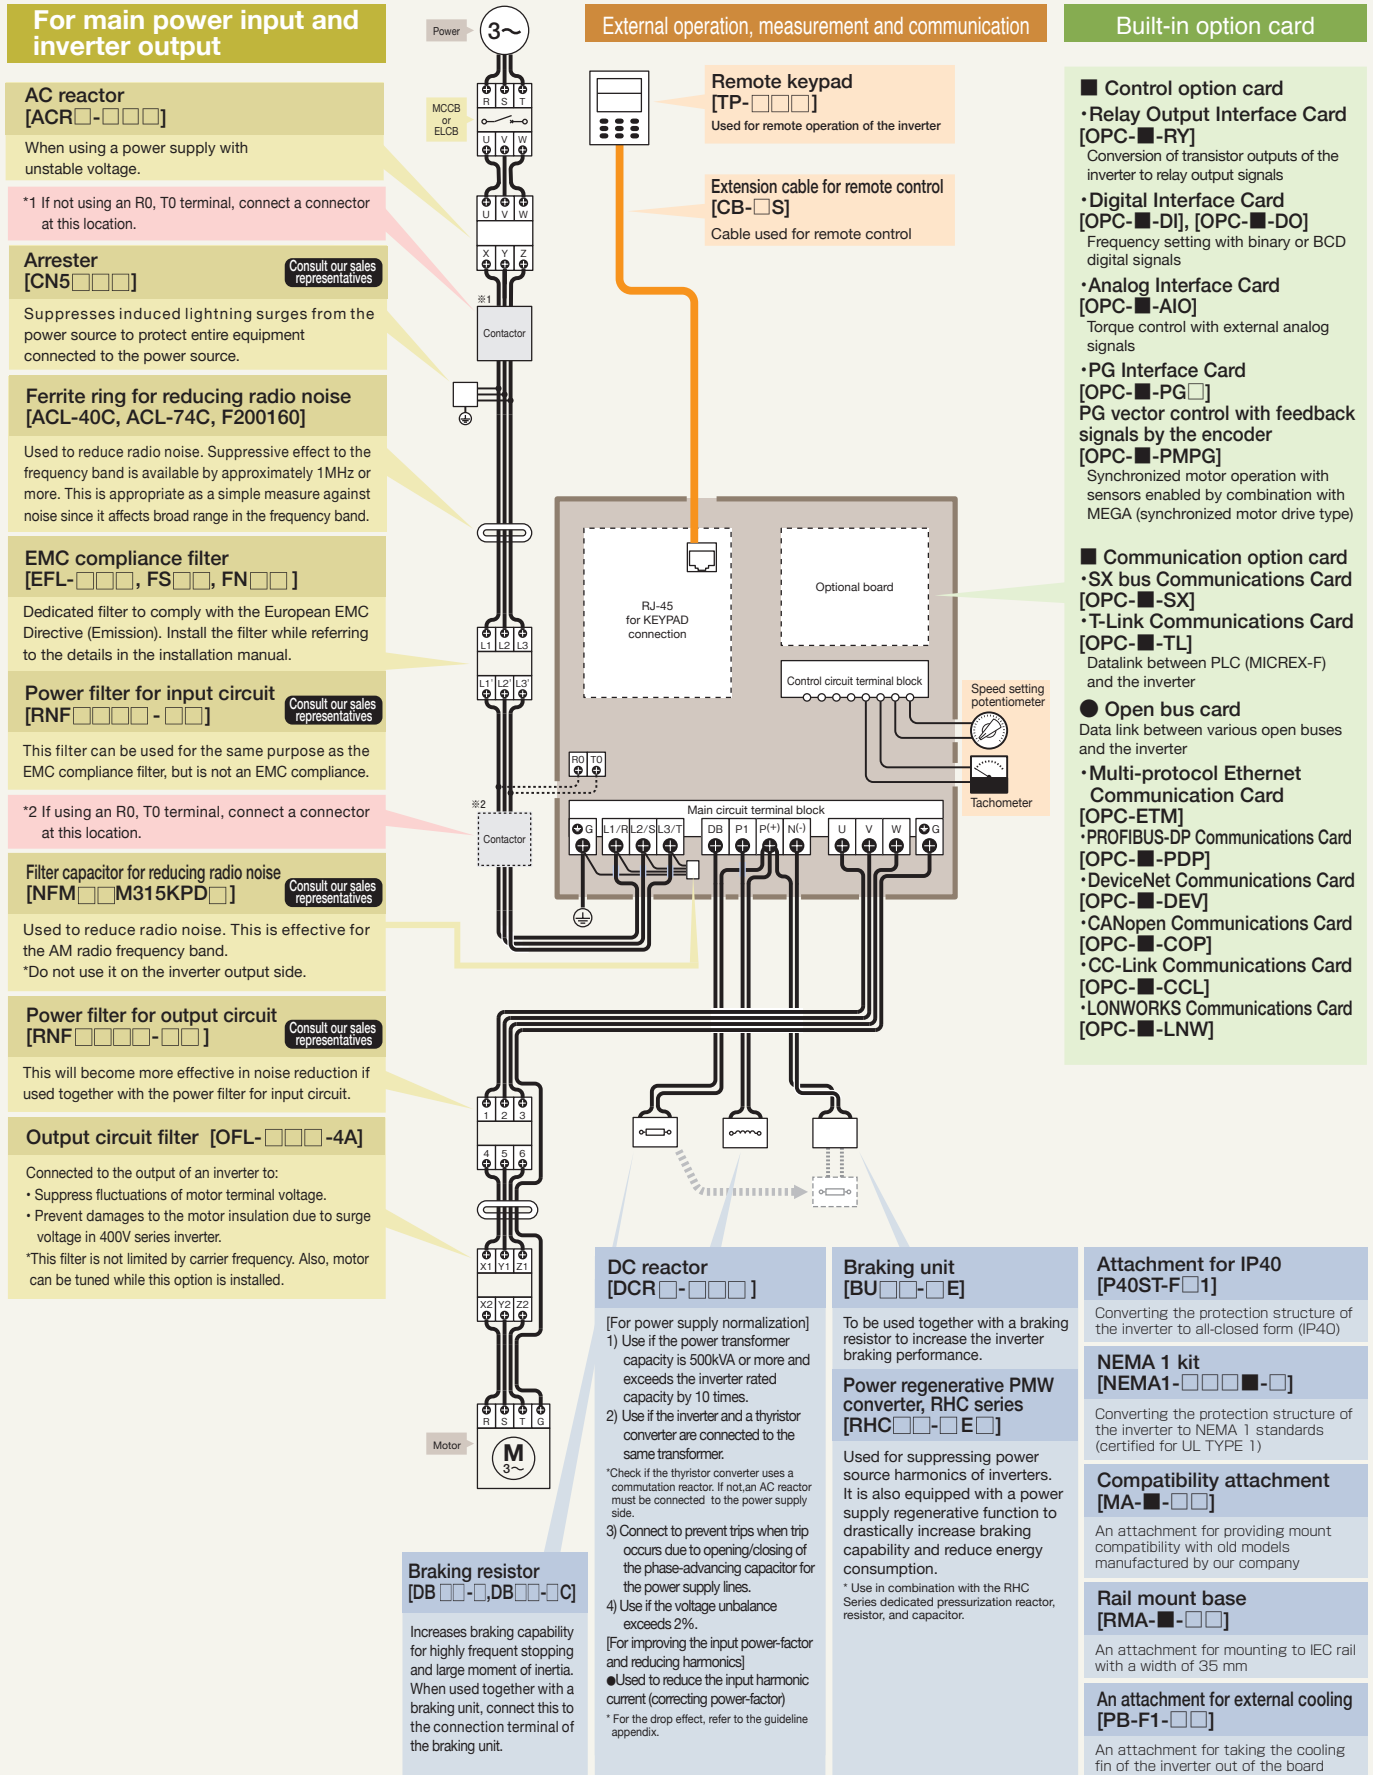 For main power input and
inverter output
AC reactor
[ACR□-□□□]
When using a power supply with
unstable voltage.
*1 If not using an R0, T0 terminal, connect a connector
at this location.
Arrester
[CN5□□□]
Consult our sales
representatives
Suppresses induced lightning surges from the
power source to protect entire equipment
connected to the power source.
Ferrite ring for reducing radio noise
[ACL-40C, ACL-74C, F200160]
Used to reduce radio noise. Suppressive effect to the
frequency band is available by approximately 1MHz or
more. This is appropriate as a simple measure against
noise since it affects broad range in the frequency band.
EMC compliance filter
[EFL-□□□, FS□□, FN□□]
Dedicated filter to comply with the European EMC
Directive (Emission). Install the filter while referring
to the details in the installation manual.
Power filter for input circuit
[RNF□□□□-□□]
Consult our sales
representatives
This filter can be used for the same purpose as the
EMC compliance filter, but is not an EMC compliance.
*2 If using an R0, T0 terminal, connect a connector
at this location.
Filter capacitor for reducing radio noise
[NFM□□M315KPD□]
Consult our sales
representatives
Used to reduce radio noise. This is effective for
the AM radio frequency band.
*Do not use it on the inverter output side.
Power filter for output circuit
[RNF□□□□-□□]
Consult our sales
representatives
This will become more effective in noise reduction if
used together with the power filter for input circuit.
Output circuit filter [OFL-□□□-4A]
Connected to the output of an inverter to:
• Suppress fluctuations of motor terminal voltage.
• Prevent damages to the motor insulation due to surge
voltage in 400V series inverter.
*This filter is not limited by carrier frequency. Also, motor
can be tuned while this option is installed.
Power
3～
R S T
MCCB
or
ELCB
U V W
U V W
X Y Z
※1
Contactor
L1 L2 L3
L1' L2' L3'
※2
Contactor
1 2 3
4 5 6
X1 Y1 Z1
X2 Y2 Z2
R S T G
Motor
M
3～
External operation, measurement and communication
Remote keypad
[TP-□□□]
Used for remote operation of the inverter
Extension cable for remote control
[CB-□S]
Cable used for remote control
RJ-45
for KEYPAD
connection
Optional board
Control circuit terminal block
Speed setting
potentiometer
Tachometer
R0 T0
Main circuit terminal block
G L1/R L2/S L3/T DB P1 P(+) N(-) U V W G
Built-in option card
■ Control option card
・Relay Output Interface Card
[OPC-■-RY]
Conversion of transistor outputs of the
inverter to relay output signals
・Digital Interface Card
[OPC-■-DI], [OPC-■-DO]
Frequency setting with binary or BCD
digital signals
・Analog Interface Card
[OPC-■-AIO]
Torque control with external analog
signals
・PG Interface Card
[OPC-■-PG□]
PG vector control with feedback
signals by the encoder
[OPC-■-PMPG]
Synchronized motor operation with
sensors enabled by combination with
MEGA (synchronized motor drive type)
■ Communication option card
・SX bus Communications Card
[OPC-■-SX]
・T-Link Communications Card
[OPC-■-TL]
Datalink between PLC (MICREX-F)
and the inverter
● Open bus card
Data link between various open buses
and the inverter
・Multi-protocol Ethernet
Communication Card
[OPC-ETM]
・PROFIBUS-DP Communications Card
[OPC-■-PDP]
・DeviceNet Communications Card
[OPC-■-DEV]
・CANopen Communications Card
[OPC-■-COP]
・CC-Link Communications Card
[OPC-■-CCL]
・LONWORKS Communications Card
[OPC-■-LNW]
Braking resistor
[DB□□-□,DB□□-□C]
Increases braking capability
for highly frequent stopping
and large moment of inertia.
When used together with a
braking unit, connect this to
the connection terminal of
the braking unit.
DC reactor
[DCR□-□□□]
[For power supply normalization]
1) Use if the power transformer
capacity is 500kVA or more and
exceeds the inverter rated
capacity by 10 times.
2) Use if the inverter and a thyristor
converter are connected to the
same transformer.
*Check if the thyristor converter uses a
commutation reactor. If not,an AC reactor
must be connected to the power supply
side.
3) Connect to prevent trips when trip
occurs due to opening/closing of
the phase-advancing capacitor for
the power supply lines.
4) Use if the voltage unbalance
exceeds 2%.
[For improving the input power-factor
and reducing harmonics]
●Used to reduce the input harmonic
current (correcting power-factor)
* For the drop effect, refer to the guideline
appendix.
Braking unit
[BU□□-□E]
To be used together with a braking
resistor to increase the inverter
braking performance.
Power regenerative PMW
converter, RHC series
[RHC□□-□E□]
Used for suppressing power
source harmonics of inverters.
It is also equipped with a power
supply regenerative function to
drastically increase braking
capability and reduce energy
consumption.
* Use in combination with the RHC
Series dedicated pressurization reactor,
resistor, and capacitor.
Attachment for IP40
[P40ST-F□1]
Converting the protection structure of
the inverter to all-closed form (IP40)
NEMA 1 kit
[NEMA1-□□□■-□]
Converting the protection structure of
the inverter to NEMA 1 standards
(certified for UL TYPE 1)
Compatibility attachment
[MA-■-□□]
An attachment for providing mount
compatibility with old models
manufactured by our company
Rail mount base
[RMA-■-□□]
An attachment for mounting to IEC rail
with a width of 35 mm
An attachment for external cooling
[PB-F1-□□]
An attachment for taking the cooling
fin of the inverter out of the board